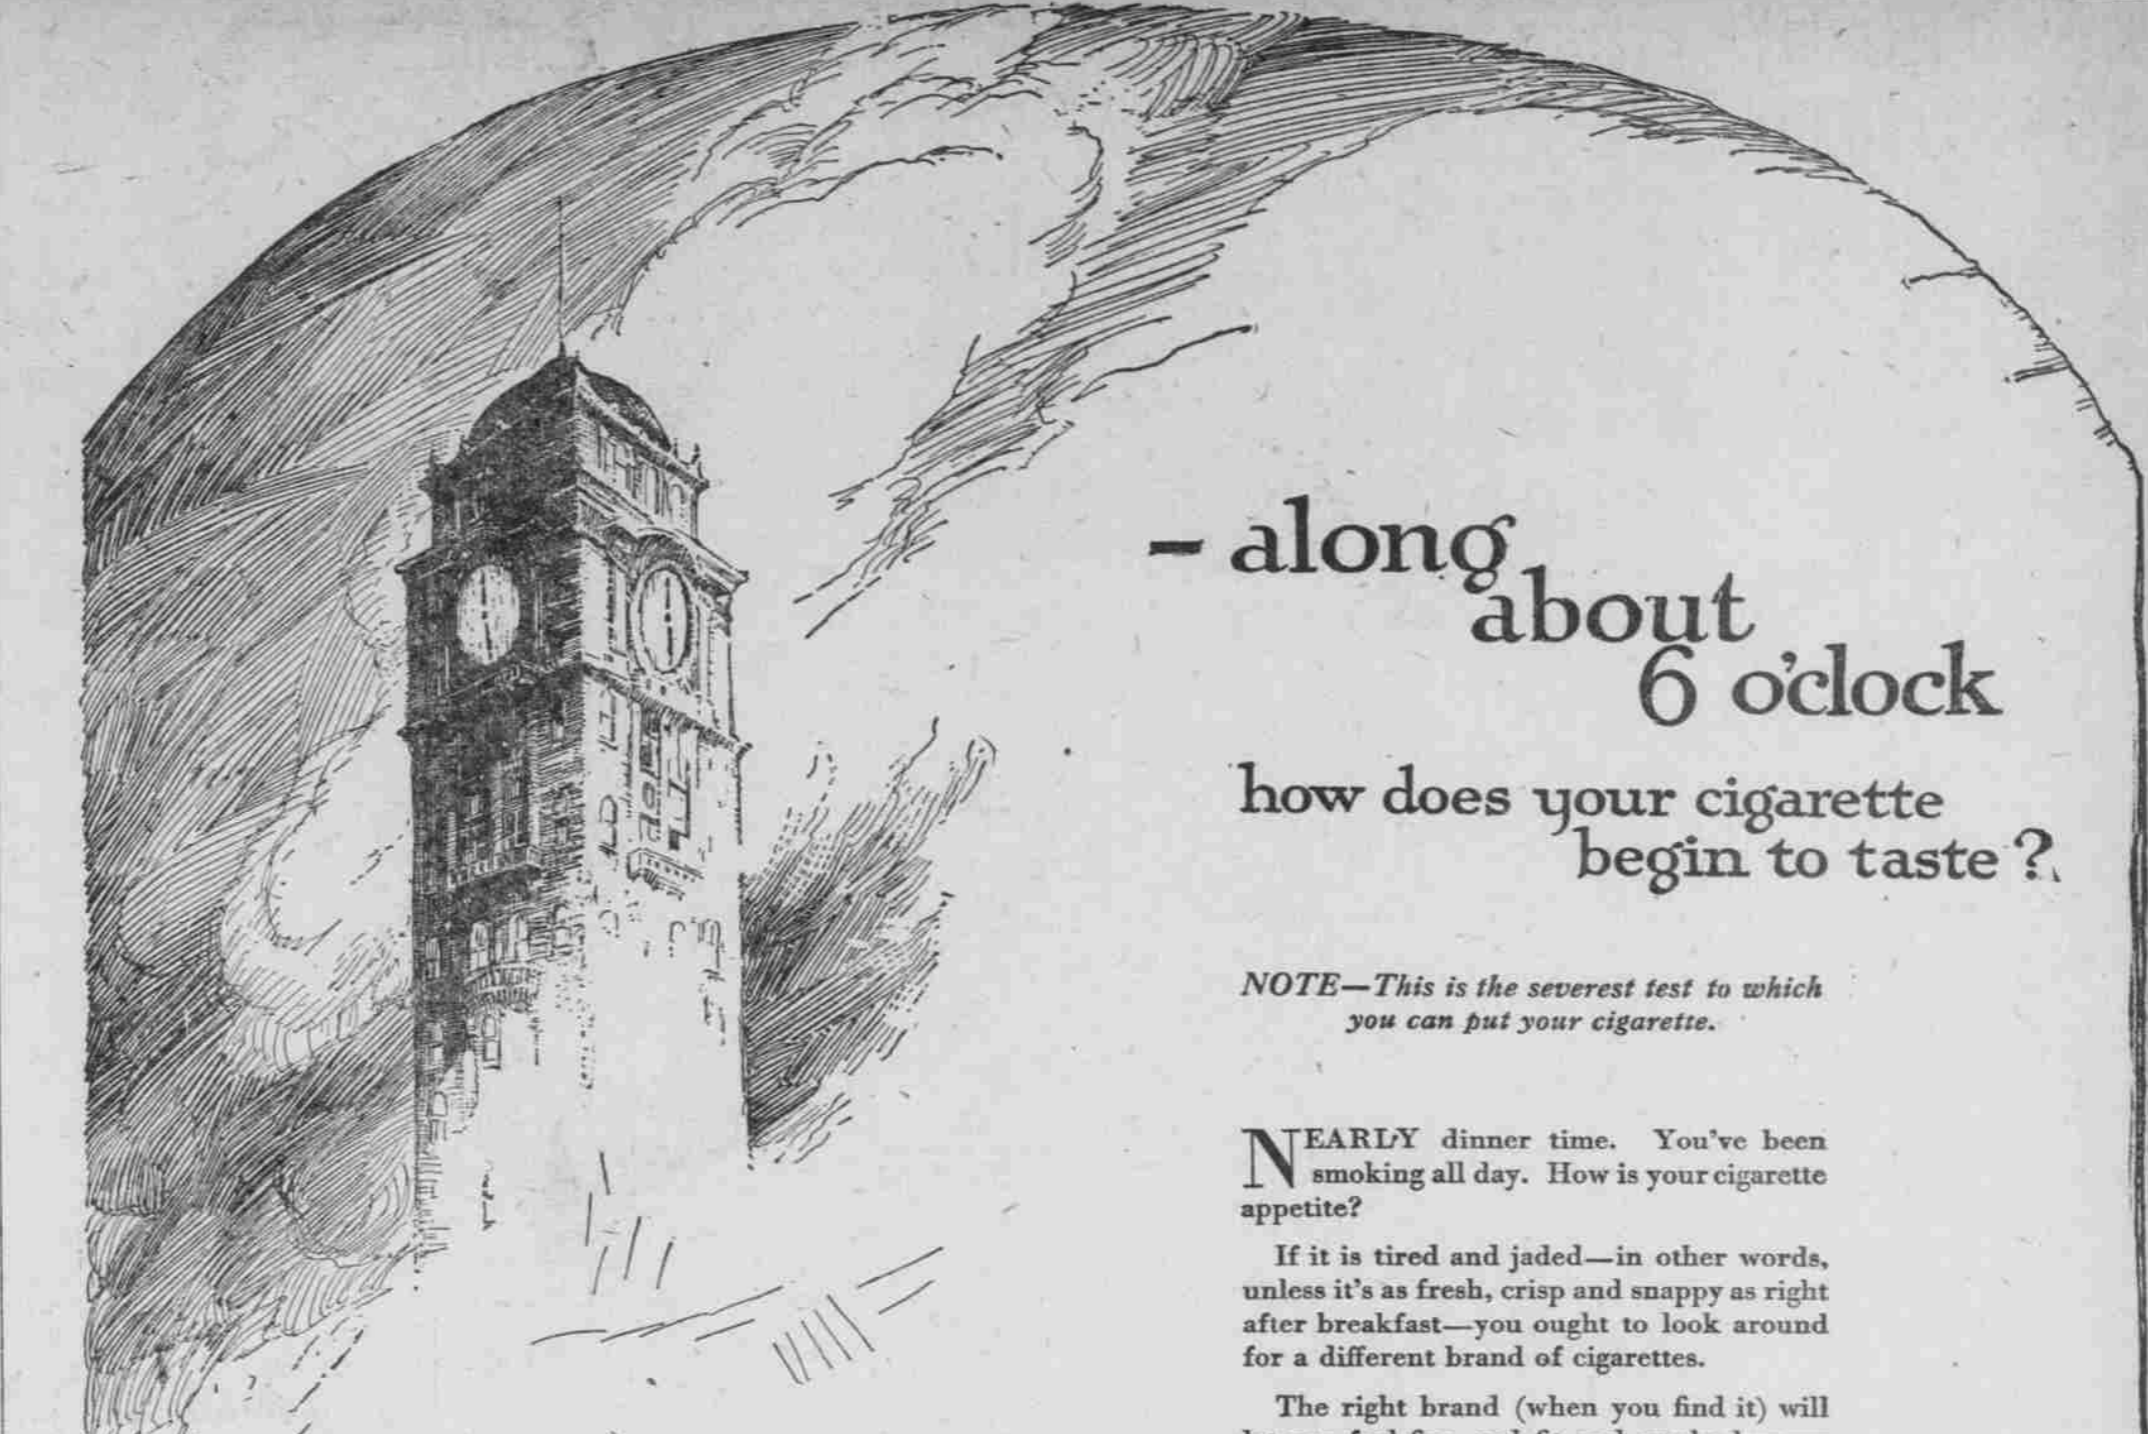 – along
about
6 o'clock
how does your cigarette
begin to taste?
NOTE—This is the severest test to which
you can put your cigarette.
NEARLY dinner time. You've been
smoking all day. How is your cigarette
appetite?
If it is tired and jaded—in other words,
unless it's as fresh, crisp and snappy as right
after breakfast—you ought to look around
for a different brand of cigarettes.
The right brand (when you find it) will